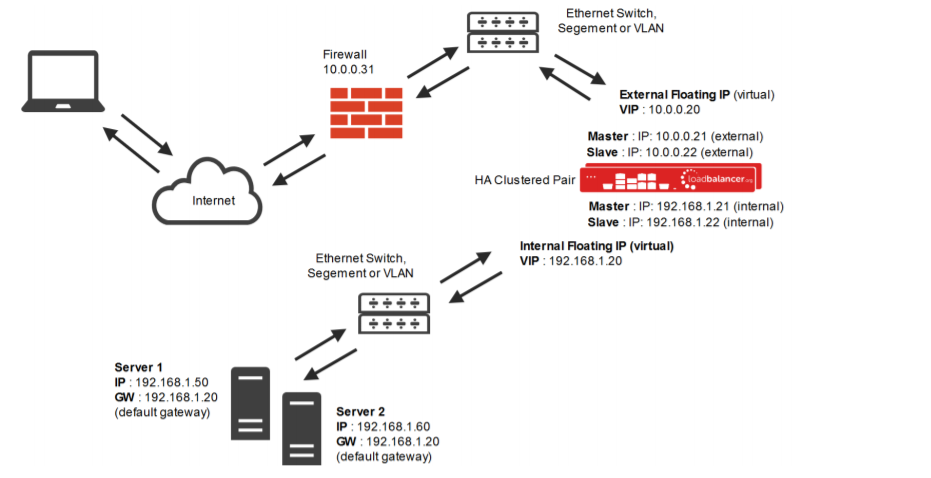 Ethernet Switch,
Segement or VLAN
Firewall
10.0.0.31
External Floating IP (virtual)
VIP : 10.0.0.20
Master : IP: 10.0.0.21 (external)
Slave : IP: 10.0.0.22 (external)
HA Clustered Pair
loadbalancer.org
Internet
Master : IP: 192.168.1.21 (internal)
Slave : IP: 192.168.1.22 (internal)
Internal Floating IP (virtual)
VIP : 192.168.1.20
Ethernet Switch,
Segement or VLAN
Server 1
IP : 192.168.1.50
GW : 192.168.1.20
(default gateway)
Server 2
IP : 192.168.1.60
GW : 192.168.1.20
(default gateway)